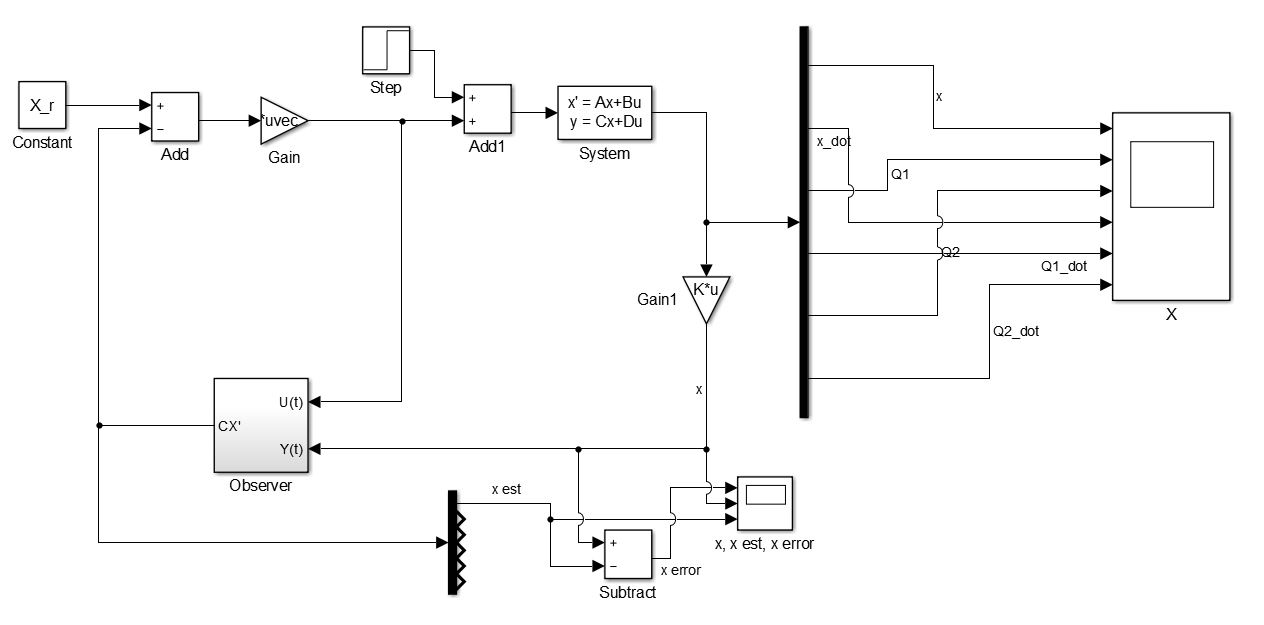 Step
X_r
Constant
+
−
Add
*uvec
Gain
+
+
Add1
x' = Ax+Bu
y = Cx+Du
System
x
x_dot
Q1
Q2
Q1_dot
Q2_dot
X
K*u
Gain1
x
U(t)
CX'
Y(t)
Observer
x est
+
−
Subtract
x error
x, x est, x error